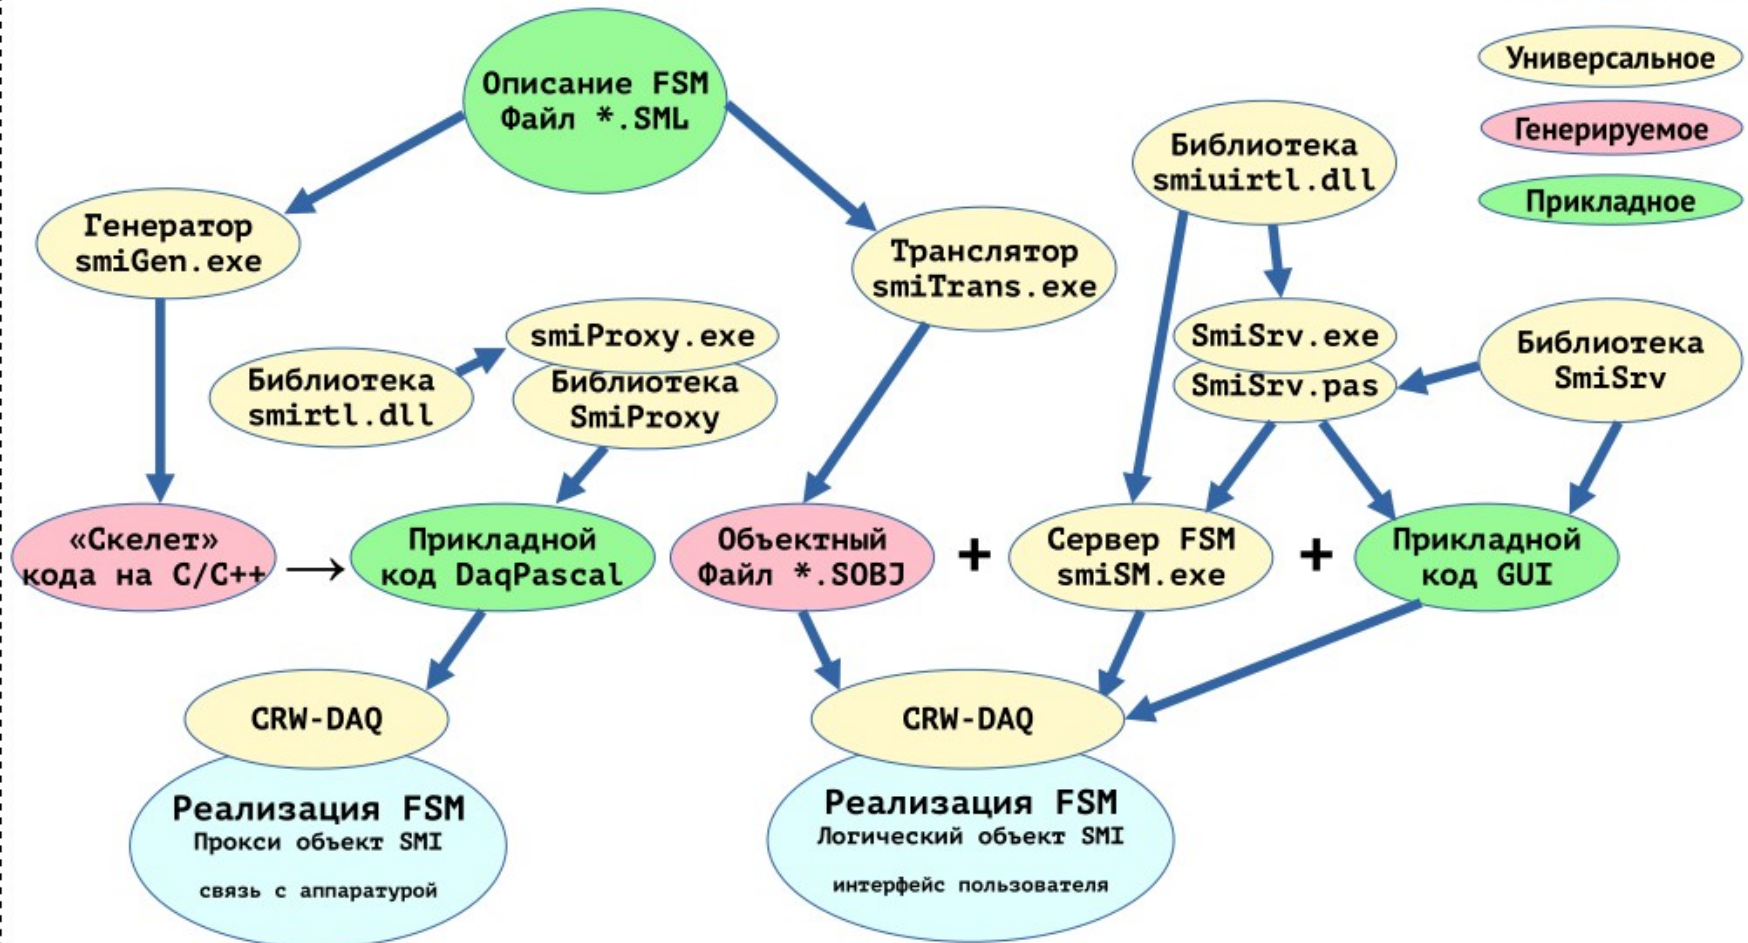 Описание FSM
Файл *.SML
Универсальное
Генерируемое
Прикладное
Библиотека
smiuirtl.dll
Генератор
smiGen.exe
Транслятор
smiTrans.exe
smiProxy.exe
Библиотека
SmiProxy
Библиотека
smirtl.dll
SmiSrv.exe
SmiSrv.pas
Библиотека
SmiSrv
«Скелет»
кода на C/C++
→
Прикладной
код DaqPascal
Объектный
Файл *.SOBJ
+
Сервер FSM
smiSM.exe
+
Прикладной
код GUI
CRW-DAQ
Реализация FSM
Прокси объект SMI
связь с аппаратурой
CRW-DAQ
Реализация FSM
Логический объект SMI
интерфейс пользователя